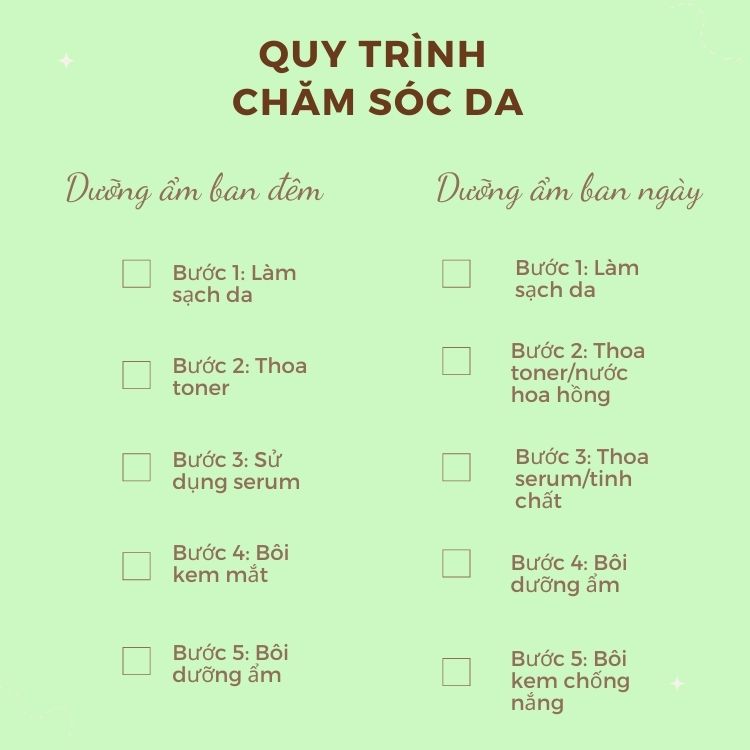 QUY TRÌNH
CHĂM SÓC DA
Dưỡng ẩm ban đêm
Bước 1: Làm
sạch da
Bước 2: Thoa
toner
Bước 3: Sử
dụng serum
Bước 4: Bôi
kem mắt
Bước 5: Bôi
dưỡng ẩm
Dưỡng ẩm ban ngày
Bước 1: Làm
sạch da
Bước 2: Thoa
toner/nước
hoa hồng
Bước 3: Thoa
serum/tinh
chất
Bước 4: Bôi
dưỡng ẩm
Bước 5: Bôi
kem chống
nắng